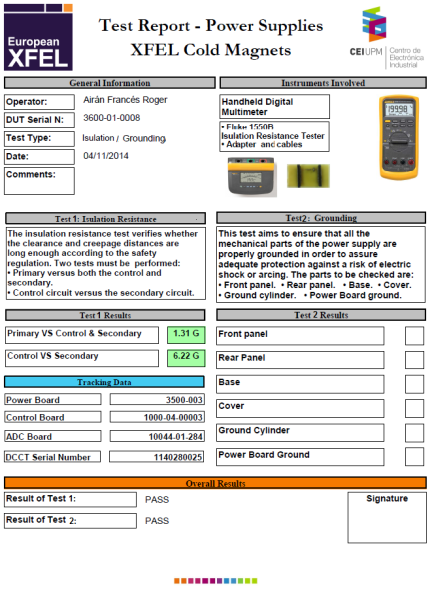 European
XFEL
Test Report - Power Supplies
XFEL Cold Magnets
CEIUPM
Centro de
Electrónica
Industrial
General Information
Operator:
Airán Francés Roger
DUT Serial N:
3600-01-0008
Test Type:
Isulation / Grounding
Date:
04/11/2014
Comments:
Instruments Involved
Handheld Digital
Multimeter
• Fluke 1550B
Isulation Resistance Tester
• Adapter and cables
Test 1: Isulation Resistance
The insulation resistance test verifies whether
the clearance and creepage distances are
long enough according to the safety
regulation. Two tests must be performed:
• Primary versus both the control and
secondary.
• Control circuit versus the secondary circuit.
Test2: Grounding
This test aims to ensure that all the
mechanical parts of the power supply are
properly grounded in order to assure
adequate protection against a risk of electric
shock or arcing. The parts to be checked are:
• Front panel. • Rear panel. • Base. • Cover.
• Ground cylinder. • Power Board ground.
Test 1 Results
Primary VS Control & Secondary
1.31 G
Control VS Secondary
6.22 G
Tracking Data
Power Board
3500-003
Control Board
1000-04-00003
ADC Board
10044-01-284
DCCT Serial Number
1140280025
Test 2 Results
Front panel
Rear Panel
Base
Cover
Ground Cylinder
Power Board Ground
Overall Results
Result of Test 1:
PASS
Result of Test 2:
PASS
Signature